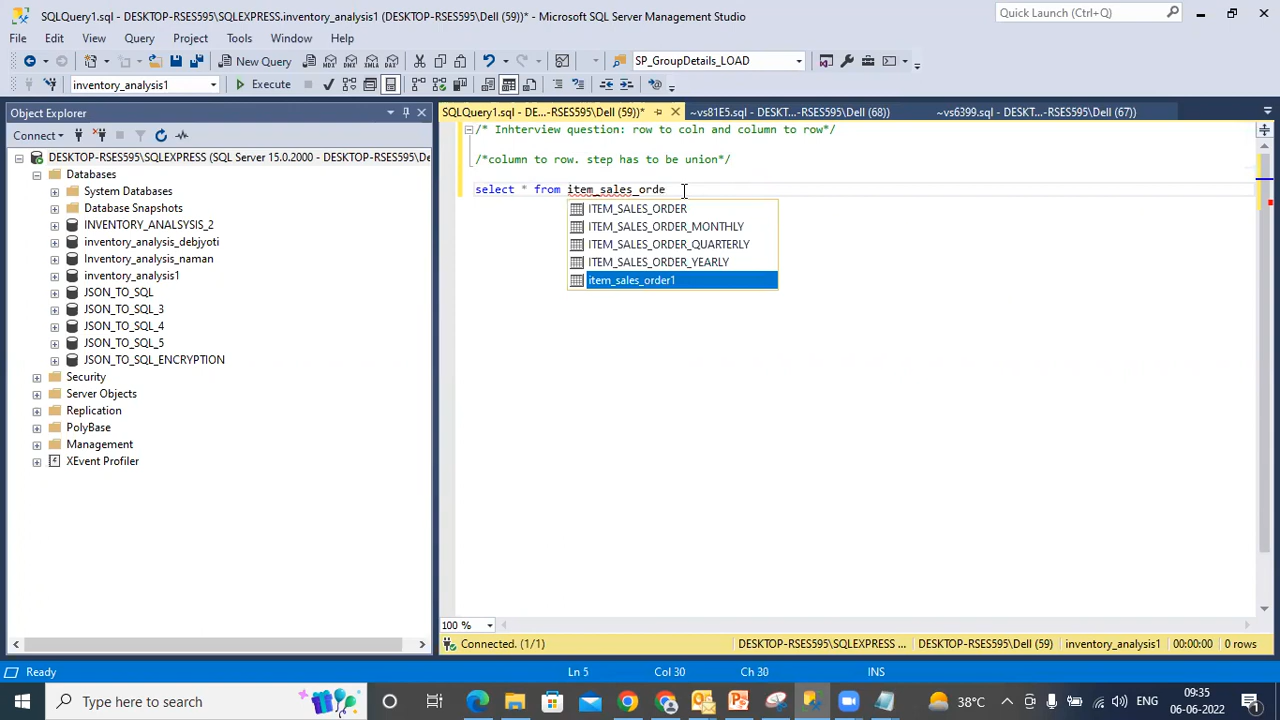 SQLQuery1.sql - DESKTOP-RSES595\SQLEXPRESS.inventory_analysis1 (DESKTOP-RSES595\Dell (59))* - Microsoft SQL Server Management Studio
Quick Launch (Ctrl+Q)
File Edit View Query Project Tools Window Help
New Query
SP_GroupDetails_LOAD
inventory_analysis1
Execute
Object Explorer
SQLQuery1.sql - DE...-RSES595\Dell (59))*
~vs81E5.sql - DESKT...-RSES595\Dell (68))
~vs6399.sql - DESKT...-RSES595\Dell (67))
Connect
DESKTOP-RSES595\SQLEXPRESS (SQL Server 15.0.2000 - DESKTOP-RSES595\De
Databases
System Databases
Database Snapshots
INVENTORY_ANALSYSIS_2
inventory_analysis_debjyoti
Inventory_analysis_naman
inventory_analysis1
JSON_TO_SQL
JSON_TO_SQL_3
JSON_TO_SQL_4
JSON_TO_SQL_5
JSON_TO_SQL_ENCRYPTION
Security
Server Objects
Replication
PolyBase
Management
XEvent Profiler
/* Inhterview question: row to coln and column to row*/
/*column to row. step has to be union*/
select * from item_sales_orde
ITEM_SALES_ORDER
ITEM_SALES_ORDER_MONTHLY
ITEM_SALES_ORDER_QUARTERLY
ITEM_SALES_ORDER_YEARLY
item_sales_order1
100 %
Connected. (1/1)
DESKTOP-RSES595\SQLEXPRESS ...
DESKTOP-RSES595\Dell (59)
inventory_analysis1
00:00:00
0 rows
Ready
Ln 5
Col 30
Ch 30
INS
Type here to search
38°C
ENG
09:35
06-06-2022